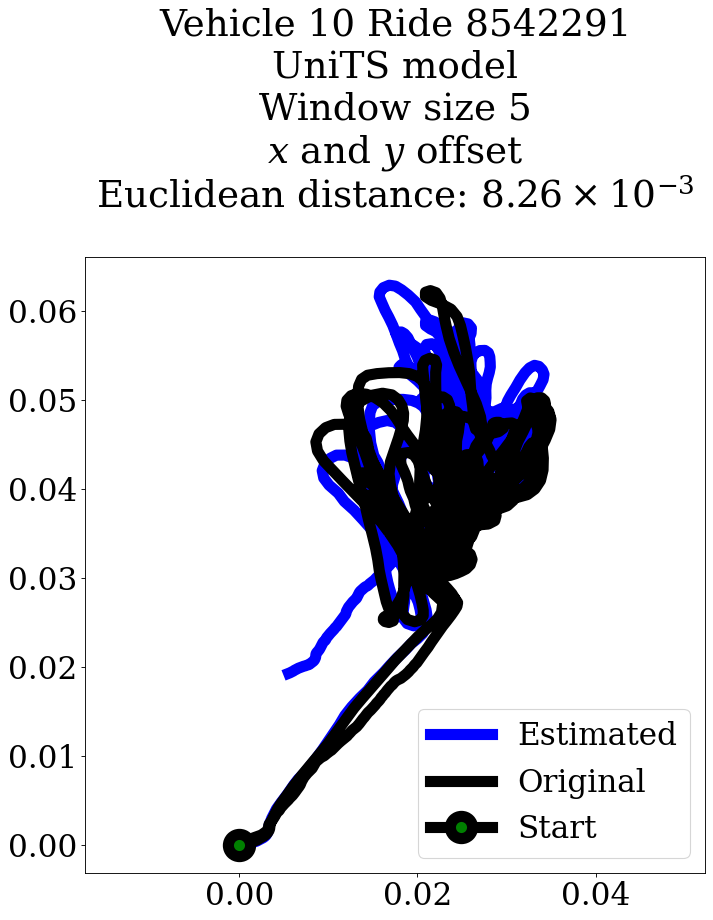 Vehicle 10 Ride 8542291
UniTS model
Window size 5
x and y offset
Euclidean distance: 8.26 × 10⁻³
0.06
0.05
0.04
0.03
0.02
0.01
0.00
Estimated
Original
Start
0.00 0.02 0.04